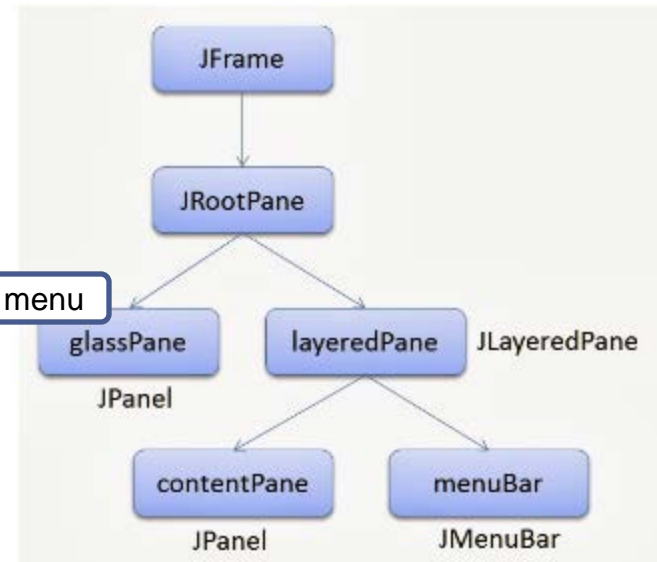 JFrame
JRootPane
menu
glassPane
layeredPane JLayeredPane
JPanel
contentPane menuBar
JPanel JMenuBar